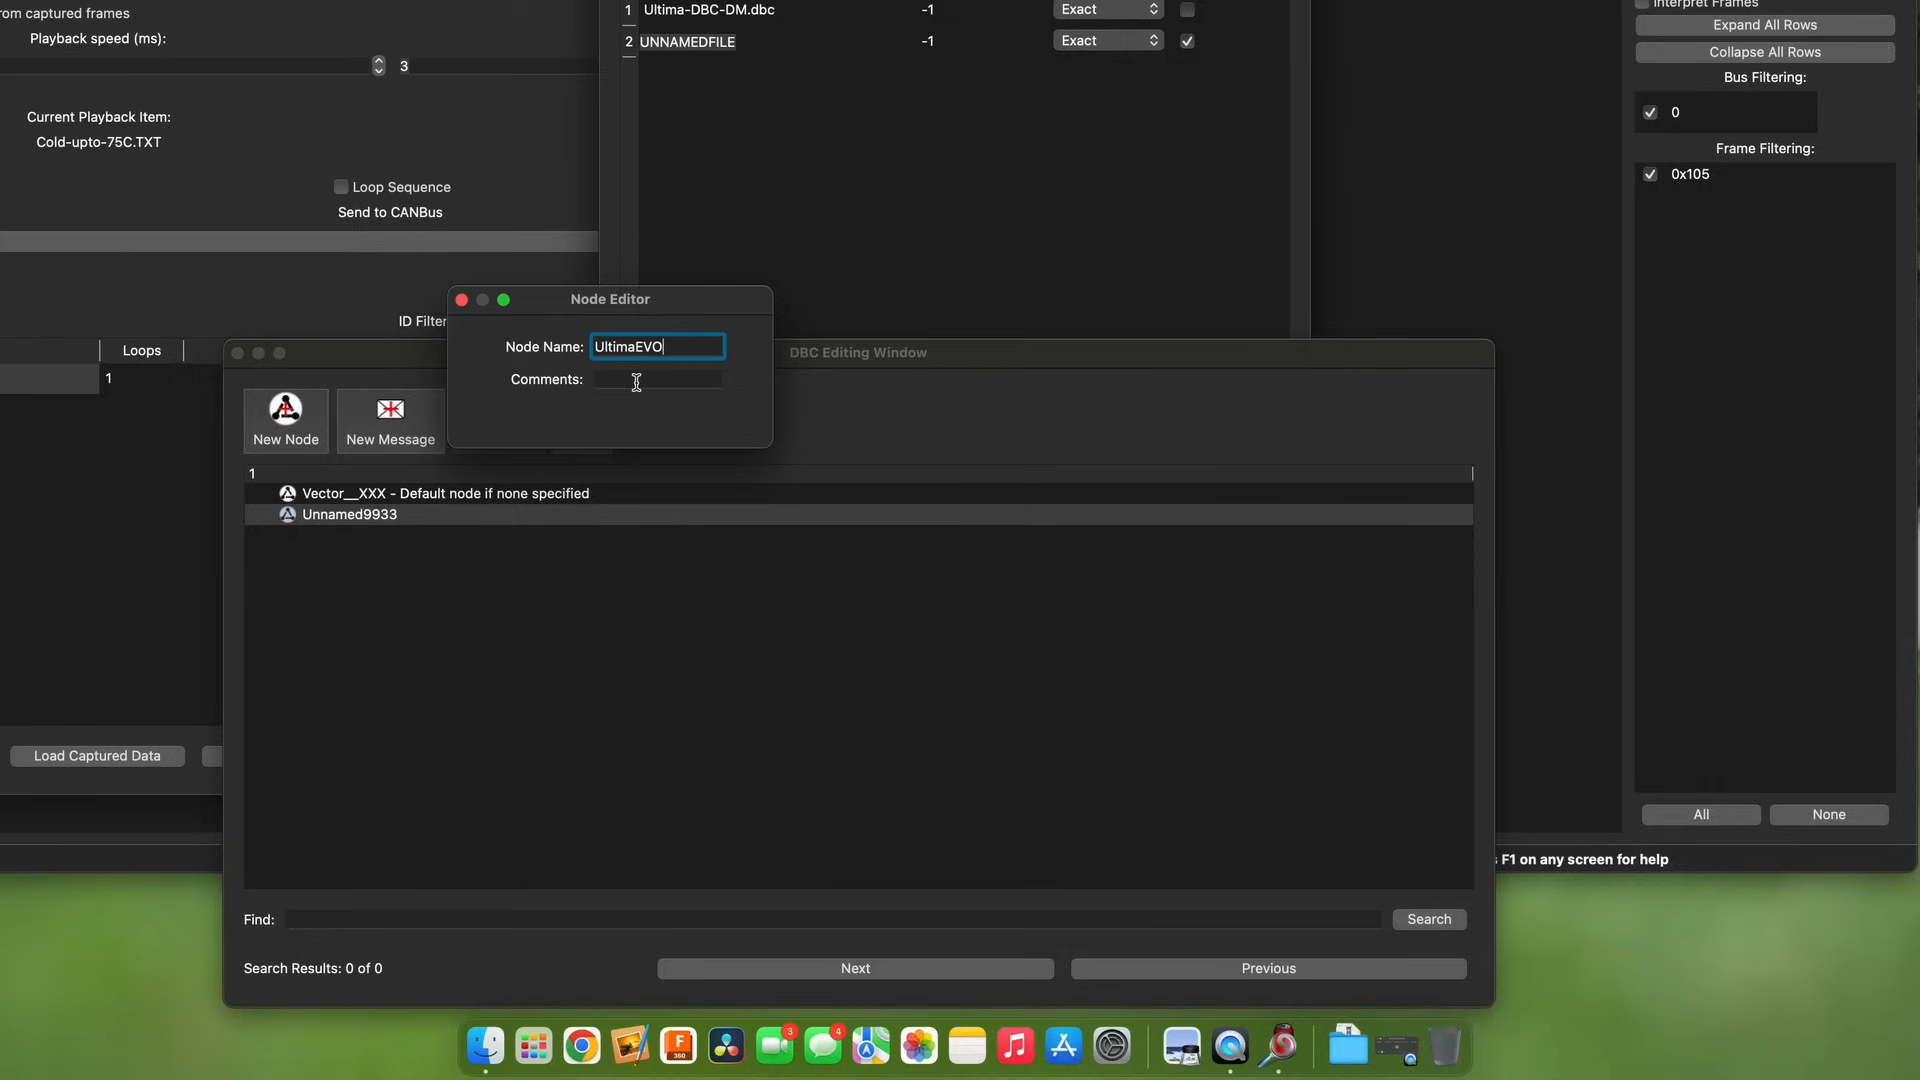 rom captured frames
Playback speed (ms):
3
Current Playback Item:
Cold-upto-75C.TXT
Loop Sequence
Send to CANBus
ID Filter
Loops
1
Load Captured Data
1 Ultima-DBC-DM.dbc -1 Exact
2 UNNAMEDFILE -1 Exact
Interpret Frames
Expand All Rows
Collapse All Rows
Bus Filtering:
0
Frame Filtering:
0x105
All None
s F1 on any screen for help
Node Editor
Node Name: UltimaEVO
Comments:
DBC Editing Window
New Node New Message
1
Vector__XXX - Default node if none specified
Unnamed9933
Find: Search
Search Results: 0 of 0 Next Previous
3
4
F
360